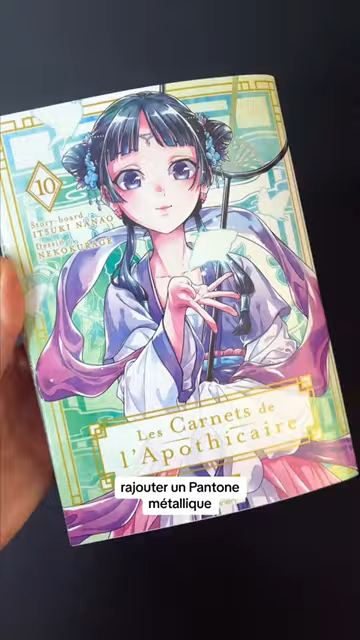 10
Story-board
ITSUKI NANAO
Dessin
NEKOKURAGE
Les Carnets de
l'Apothicaire
rajouter un Pantone
métallique